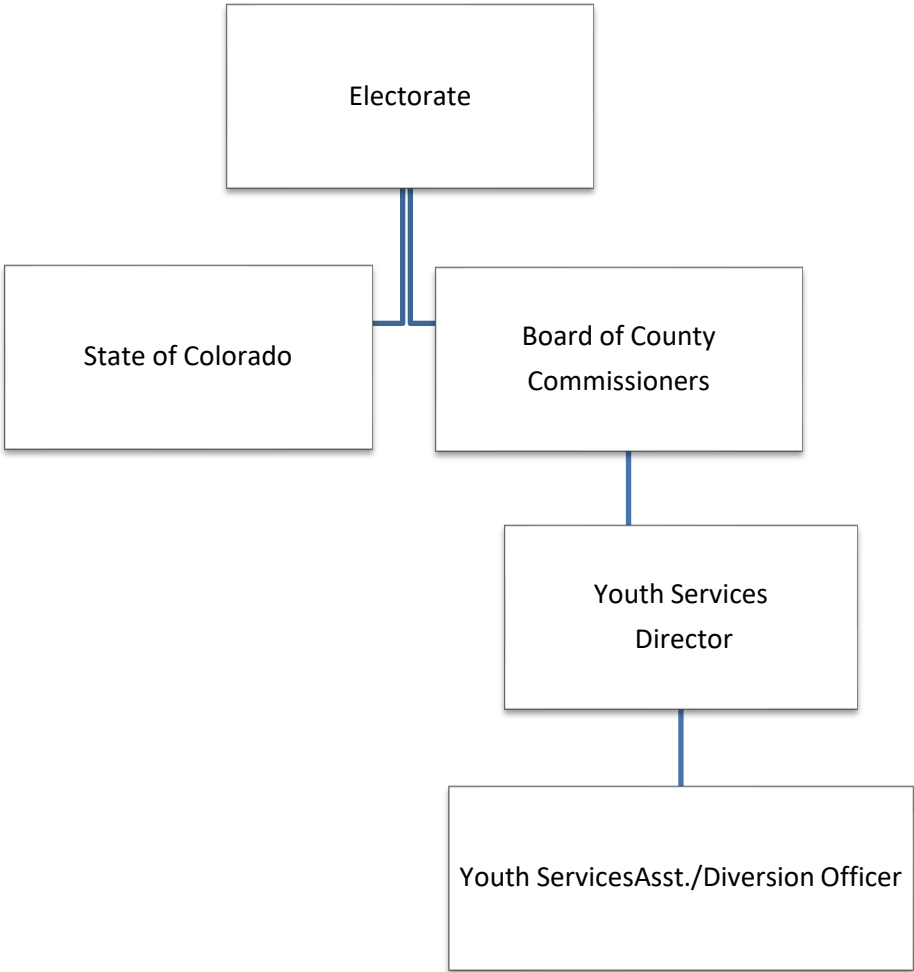 Electorate
State of Colorado
Board of County
Commissioners
Youth Services
Director
Youth ServicesAsst./Diversion Officer